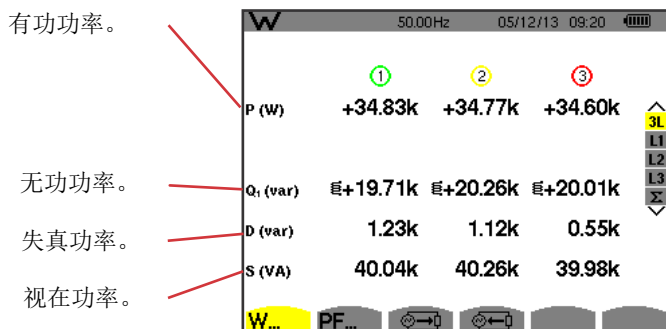 有功功率。
W 50.00Hz 05/12/13 09:20
1 2 3
P (W) +34.83k +34.77k +34.60k
3L
L1
L2
L3
Σ
无功功率。
Q₁ (var) +19.71k +20.26k +20.01k
失真功率。
D (var) 1.23k 1.12k 0.55k
视在功率。
S (VA) 40.04k 40.26k 39.98k
W... PF...